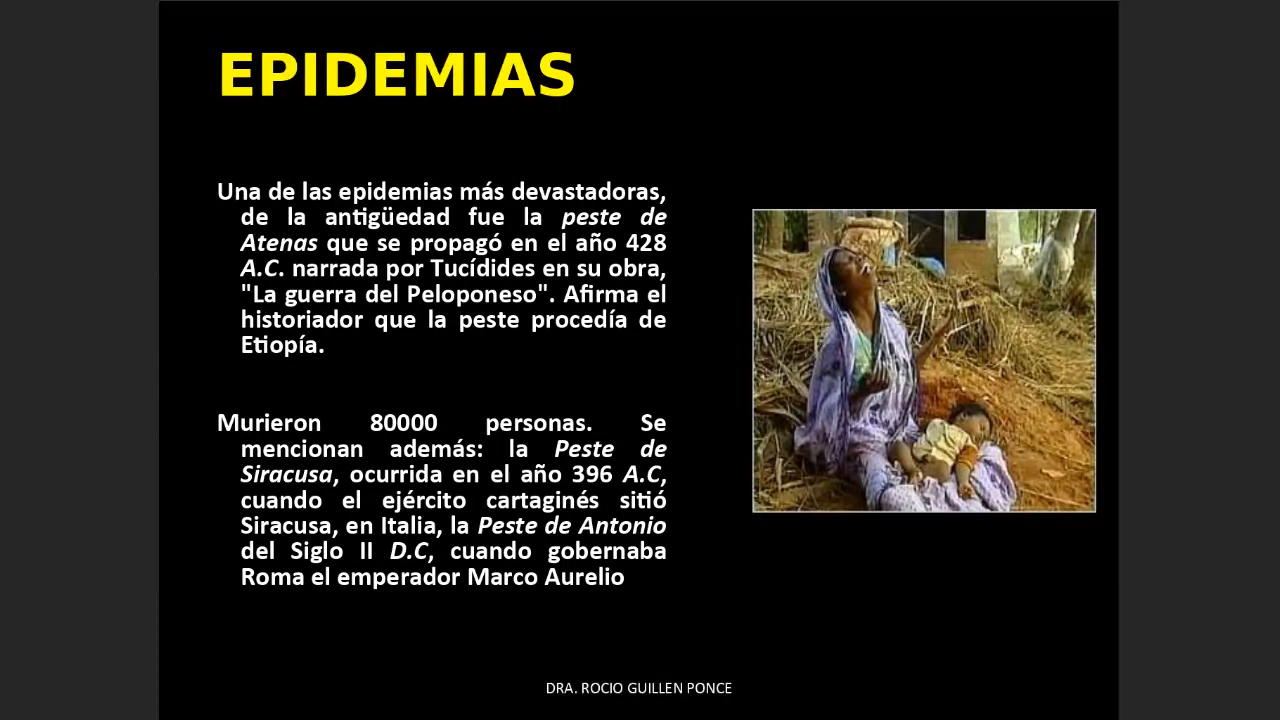 EPIDEMIAS
Una de las epidemias más devastadoras,
de la antigüedad fue la peste de
Atenas que se propagó en el año 428
A.C. narrada por Tucídides en su obra,
"La guerra del Peloponeso". Afirma el
historiador que la peste procedía de
Etiopía.
Murieron 80000 personas. Se
mencionan además: la Peste de
Siracusa, ocurrida en el año 396 A.C,
cuando el ejército cartaginés sitió
Siracusa, en Italia, la Peste de Antonio
del Siglo II D.C, cuando gobernaba
Roma el emperador Marco Aurelio
DRA. ROCIO GUILLEN PONCE